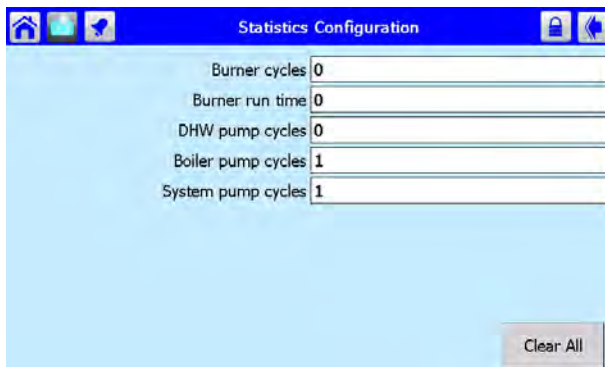 Statistics Configuration
Burner cycles 0
Burner run time 0
DHW pump cycles 0
Boiler pump cycles 1
System pump cycles 1
Clear All